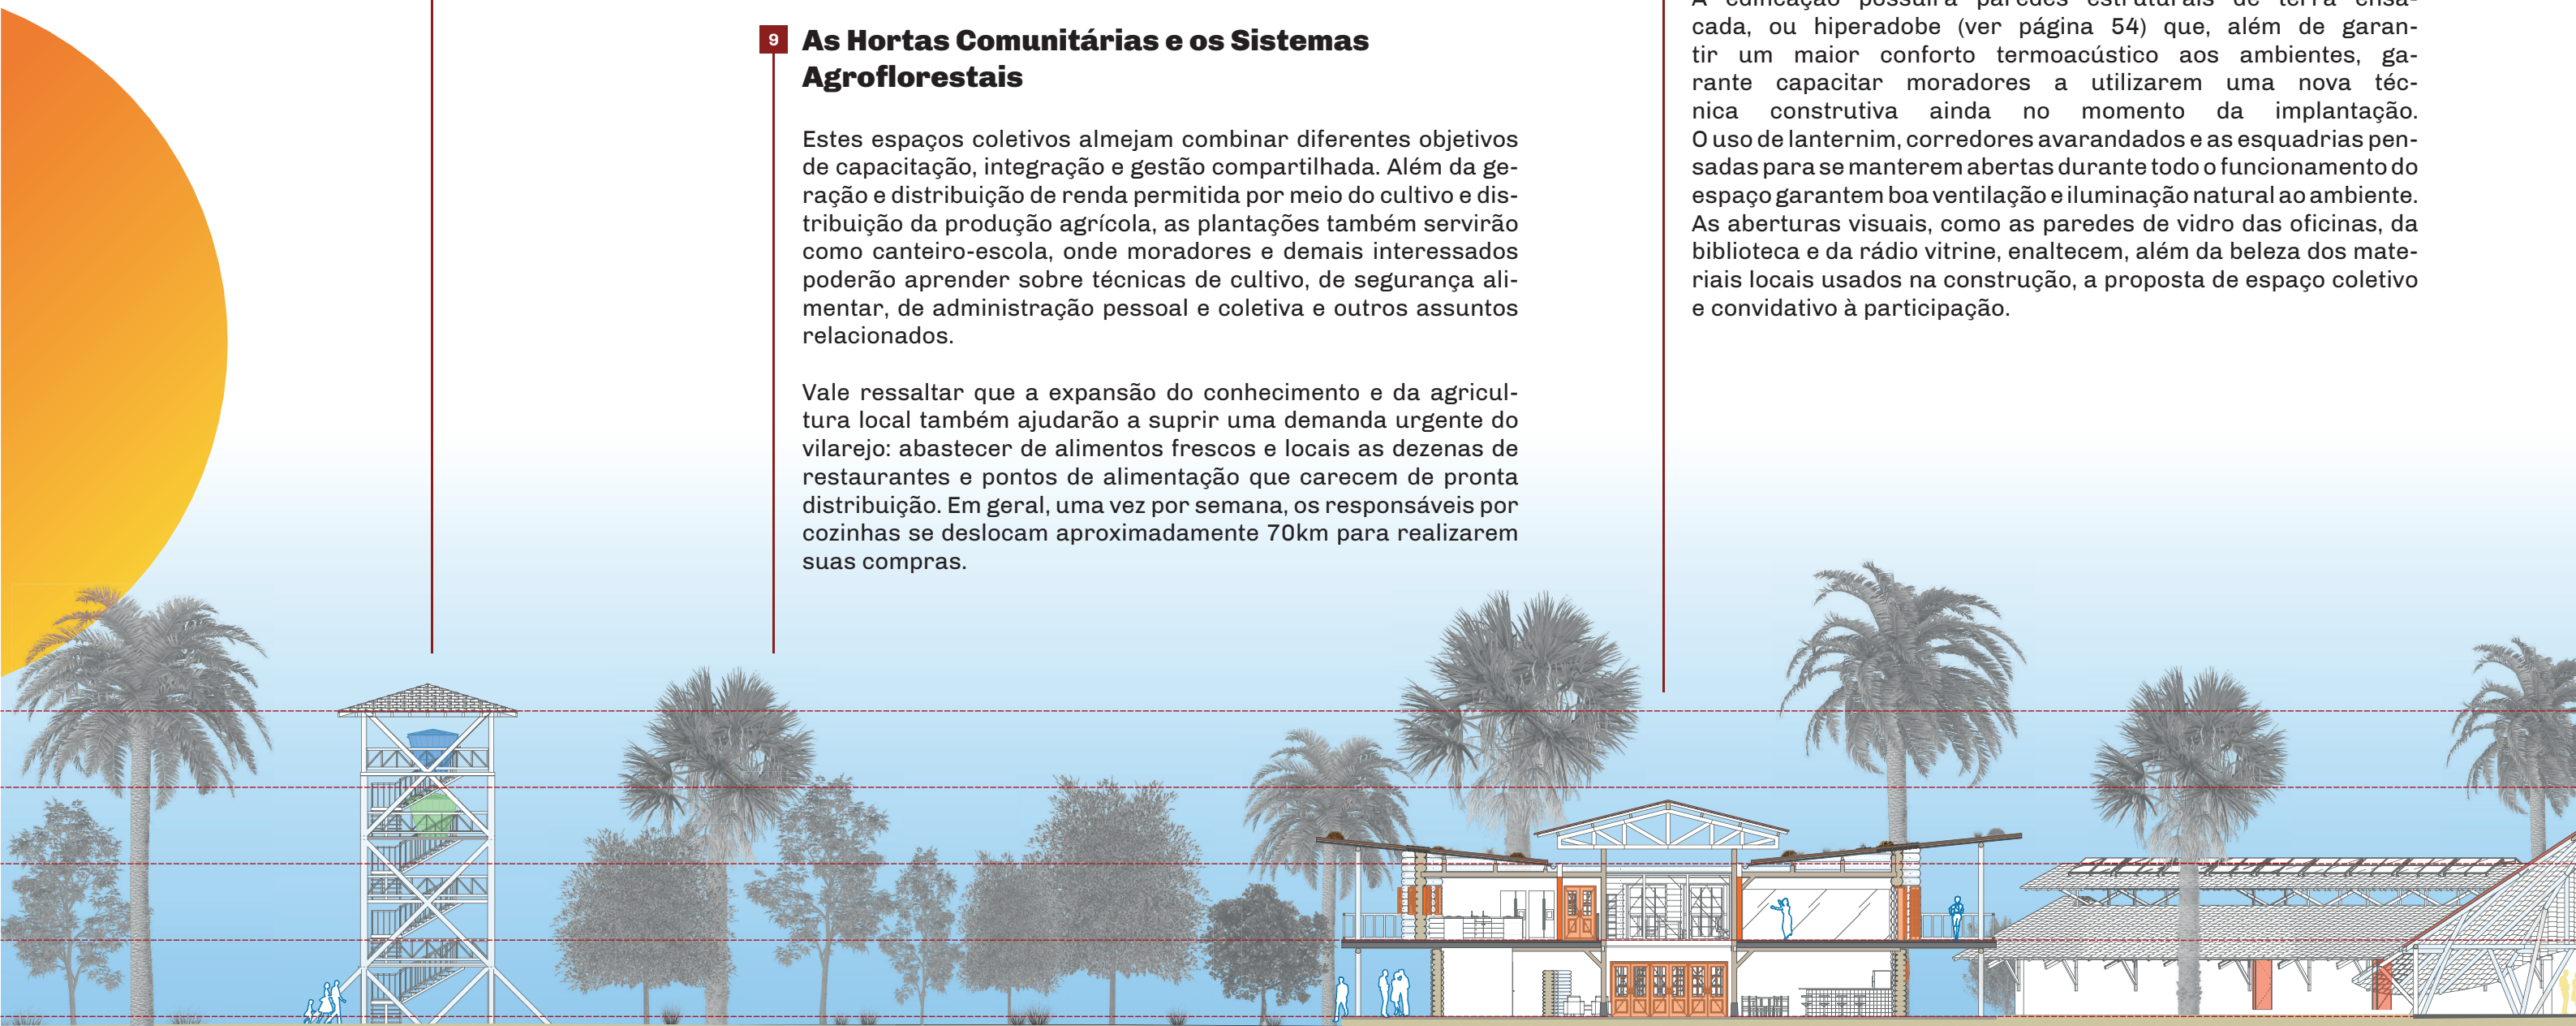 9
As Hortas Comunitárias e os Sistemas
Agroflorestais
Estes espaços coletivos almejam combinar diferentes objetivos
de capacitação, integração e gestão compartilhada. Além da ge-
ração e distribuição de renda permitida por meio do cultivo e dis-
tribuição da produção agrícola, as plantações também servirão
como canteiro-escola, onde moradores e demais interessados
poderão aprender sobre técnicas de cultivo, de segurança ali-
mentar, de administração pessoal e coletiva e outros assuntos
relacionados.
Vale ressaltar que a expansão do conhecimento e da agricul-
tura local também ajudarão a suprir uma demanda urgente do
vilarejo: abastecer de alimentos frescos e locais as dezenas de
restaurantes e pontos de alimentação que carecem de pronta
distribuição. Em geral, uma vez por semana, os responsáveis por
cozinhas se deslocam aproximadamente 70km para realizarem
suas compras.
A edificação possuirá paredes estruturais de terra ensa-
cada, ou hiperadobe (ver página 54) que, além de garan-
tir um maior conforto termoacústico aos ambientes, ga-
rante capacitar moradores a utilizarem uma nova téc-
nica construtiva ainda no momento da implantação.
O uso de lanternim, corredores avarandados e as esquadrias pen-
sadas para se manterem abertas durante todo o funcionamento do
espaço garantem boa ventilação e iluminação natural ao ambiente.
As aberturas visuais, como as paredes de vidro das oficinas, da
biblioteca e da rádio vitrine, enaltecem, além da beleza dos mate-
riais locais usados na construção, a proposta de espaço coletivo
e convidativo à participação.